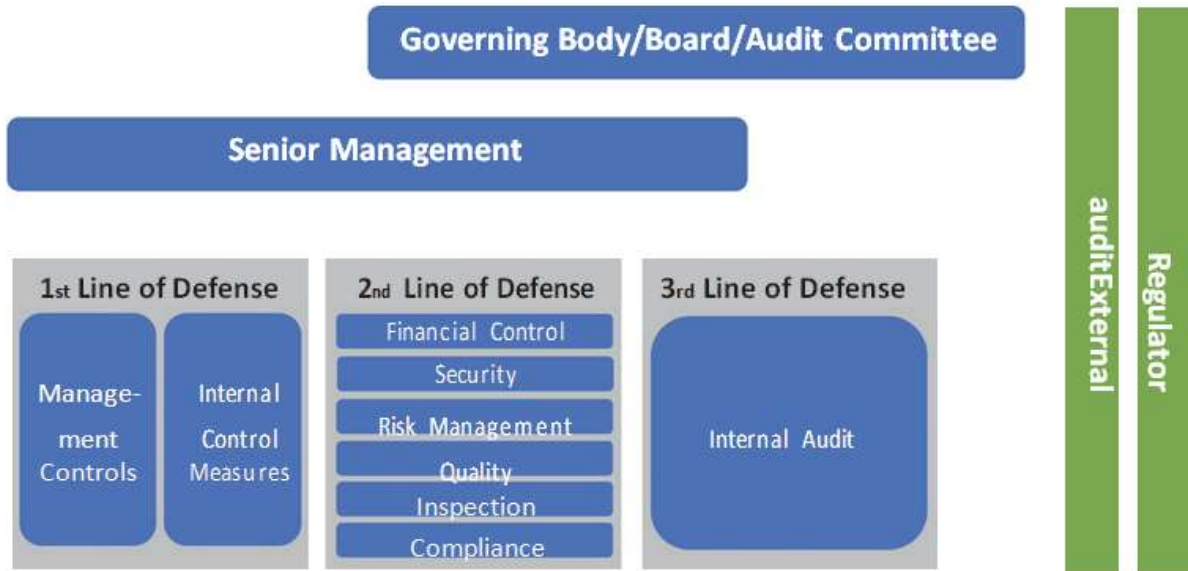 Governing Body/Board/Audit Committee
Senior Management
1st Line of Defense
Manage-
ment
Controls
Internal
Control
Measures
2nd Line of Defense
Financial Control
Security
Risk Management
Quality
Inspection
Compliance
3rd Line of Defense
Internal Audit
auditExternal
Regulator